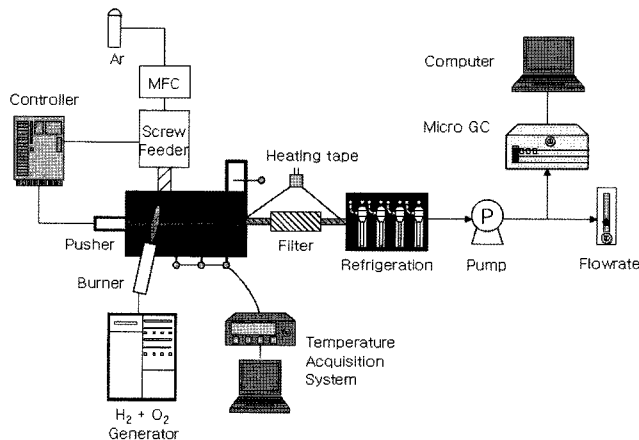 Ar
MFC
Computer
Controller
Screw
Feeder
Micro GC
Heating tape
P
Pusher
Filter
Burner
Refrigeration
Pump
Flowrate
Temperature
Acquisition
System
H₂ + O₂
Generator